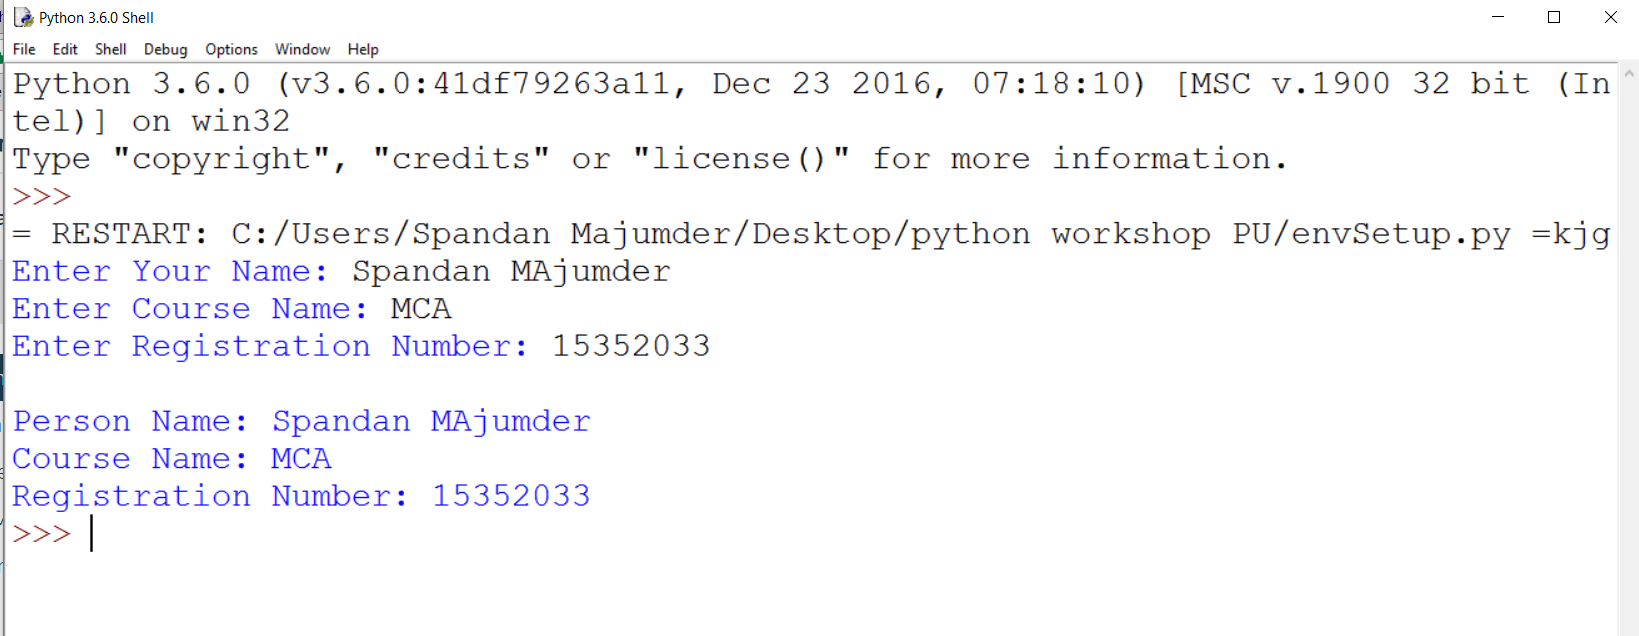 Python 3.6.0 Shell
File Edit Shell Debug Options Window Help
Python 3.6.0 (v3.6.0:41df79263a11, Dec 23 2016, 07:18:10) [MSC v.1900 32 bit (In
tel)] on win32
Type "copyright", "credits" or "license()" for more information.
>>>
= RESTART: C:/Users/Spandan Majumder/Desktop/python workshop PU/envSetup.py =kjg
Enter Your Name: Spandan MAjumder
Enter Course Name: MCA
Enter Registration Number: 15352033
Person Name: Spandan MAjumder
Course Name: MCA
Registration Number: 15352033
>>>